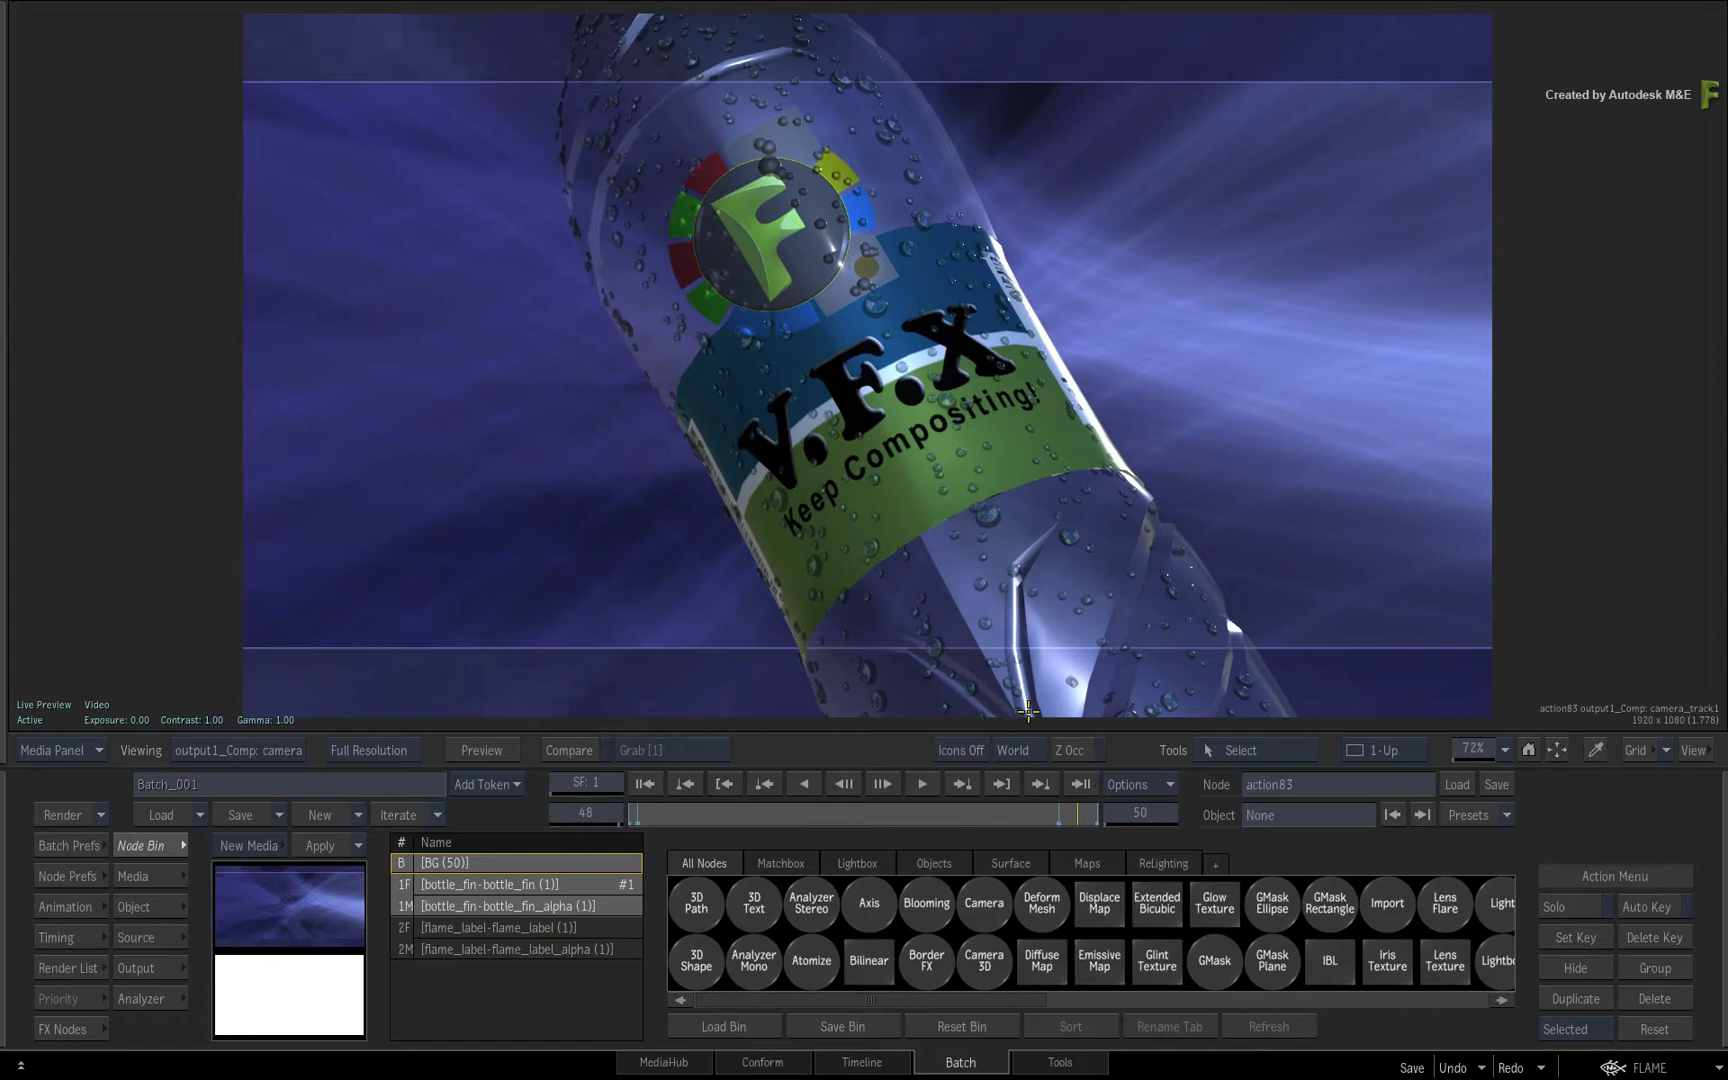 Created by Autodesk M&E
F
V.F.X
Keep Compositing!
Live Preview Video
Active Exposure: 0.00 Contrast: 1.00 Gamma: 1.00
action83 output1_Comp: camera_track1
1920 x 1080 (1.778)
Media Panel Viewing output1_Comp: camera Full Resolution Preview Compare Grab [1] Icons Off World Z Occ Tools Select 1-Up 72% Grid View
Batch_001 Add Token SF: 1 Options Node action83 Load Save
Render Load Save New Iterate 48 50 Object None Presets
Batch Prefs Node Bin New Media Apply # Name
B [BG (50)] All Nodes Matchbox Lightbox Objects Surface Maps ReLighting +
Node Prefs Media 1F [bottle_fin-bottle_fin (1)] #1 Action Menu
Animation Object 1M [bottle_fin-bottle_fin_alpha (1)] 3D Path 3D Text Analyzer Stereo Axis Blooming Camera Deform Mesh Displace Map Extended Bicubic Glow Texture GMask Ellipse GMask Rectangle Import Lens Flare Light Solo Auto Key
Timing Source 2F [flame_label-flame_label (1)] Set Key Delete Key
2M [flame_label-flame_label_alpha (1)]
Render List Output 3D Shape Analyzer Mono Atomize Bilinear Border FX Camera 3D Diffuse Map Emissive Map Glint Texture GMask GMask Plane IBL Iris Texture Lens Texture Lightbo Hide Group
Priority Analyzer Duplicate Delete
FX Nodes Load Bin Save Bin Reset Bin Sort Rename Tab Refresh Selected Reset
MediaHub Conform Timeline Batch Tools Save Undo Redo FLAME